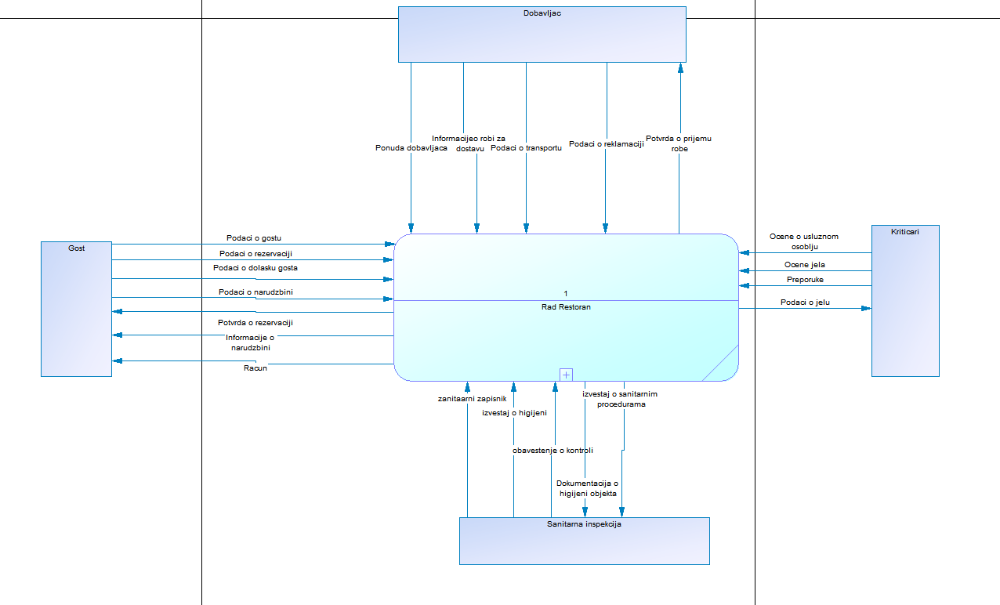 Dobavljac
Ponuda dobavljaca
Informacijeo robi za
dostavu
Podaci o transportu
Podaci o reklamaciji
Potvrda o prijemu
robe
Gost
Podaci o gostu
Podaci o rezervaciji
Podaci o dolasku gosta
Podaci o narudzbini
Potvrda o rezervaciji
Informacije o
narudzbini
Racun
1
Rad Restoran
Kriticari
Ocene o usluznom
osoblju
Ocene jela
Preporuke
Podaci o jelu
zanitaarni zapisnik
izvestaj o higijeni
obavestenje o kontroli
izvestaj o sanitarnim
procedurama
Dokumentacija o
higijeni objekta
Sanitarna inspekcija